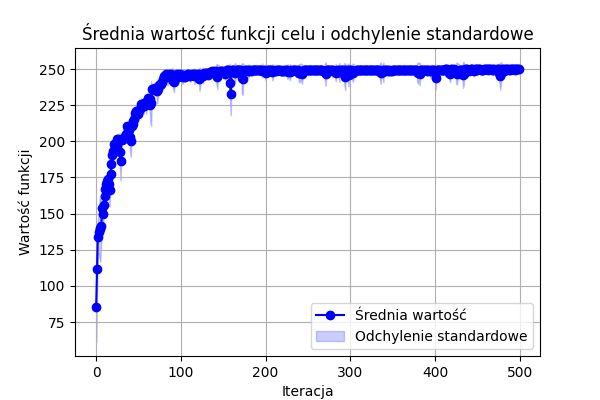 Średnia wartość funkcji celu i odchylenie standardowe
250
225
200
175
150
125
100
75
Wartość funkcji
Średnia wartość
Odchylenie standardowe
0 100 200 300 400 500
Iteracja